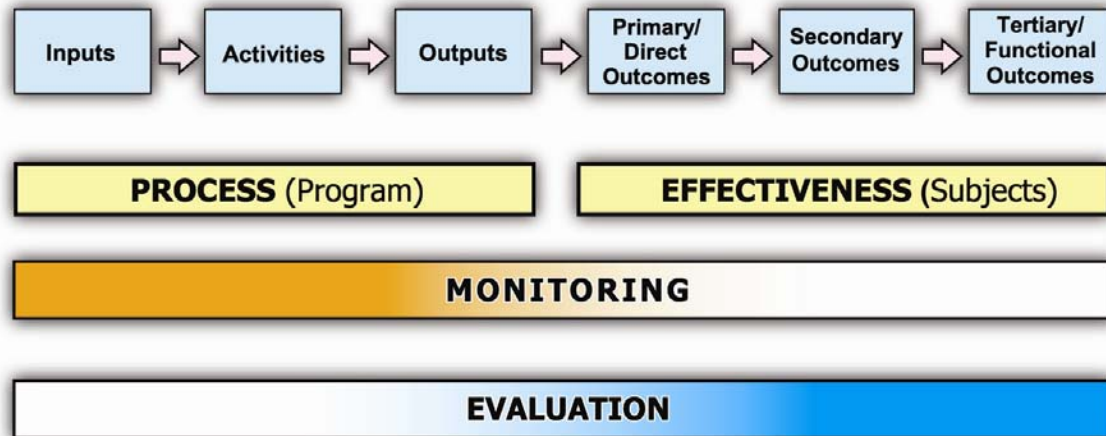 Inputs
Activities
Outputs
Primary/
Direct
Outcomes
Secondary
Outcomes
Tertiary/
Functional
Outcomes
PROCESS (Program)
EFFECTIVENESS (Subjects)
MONITORING
EVALUATION